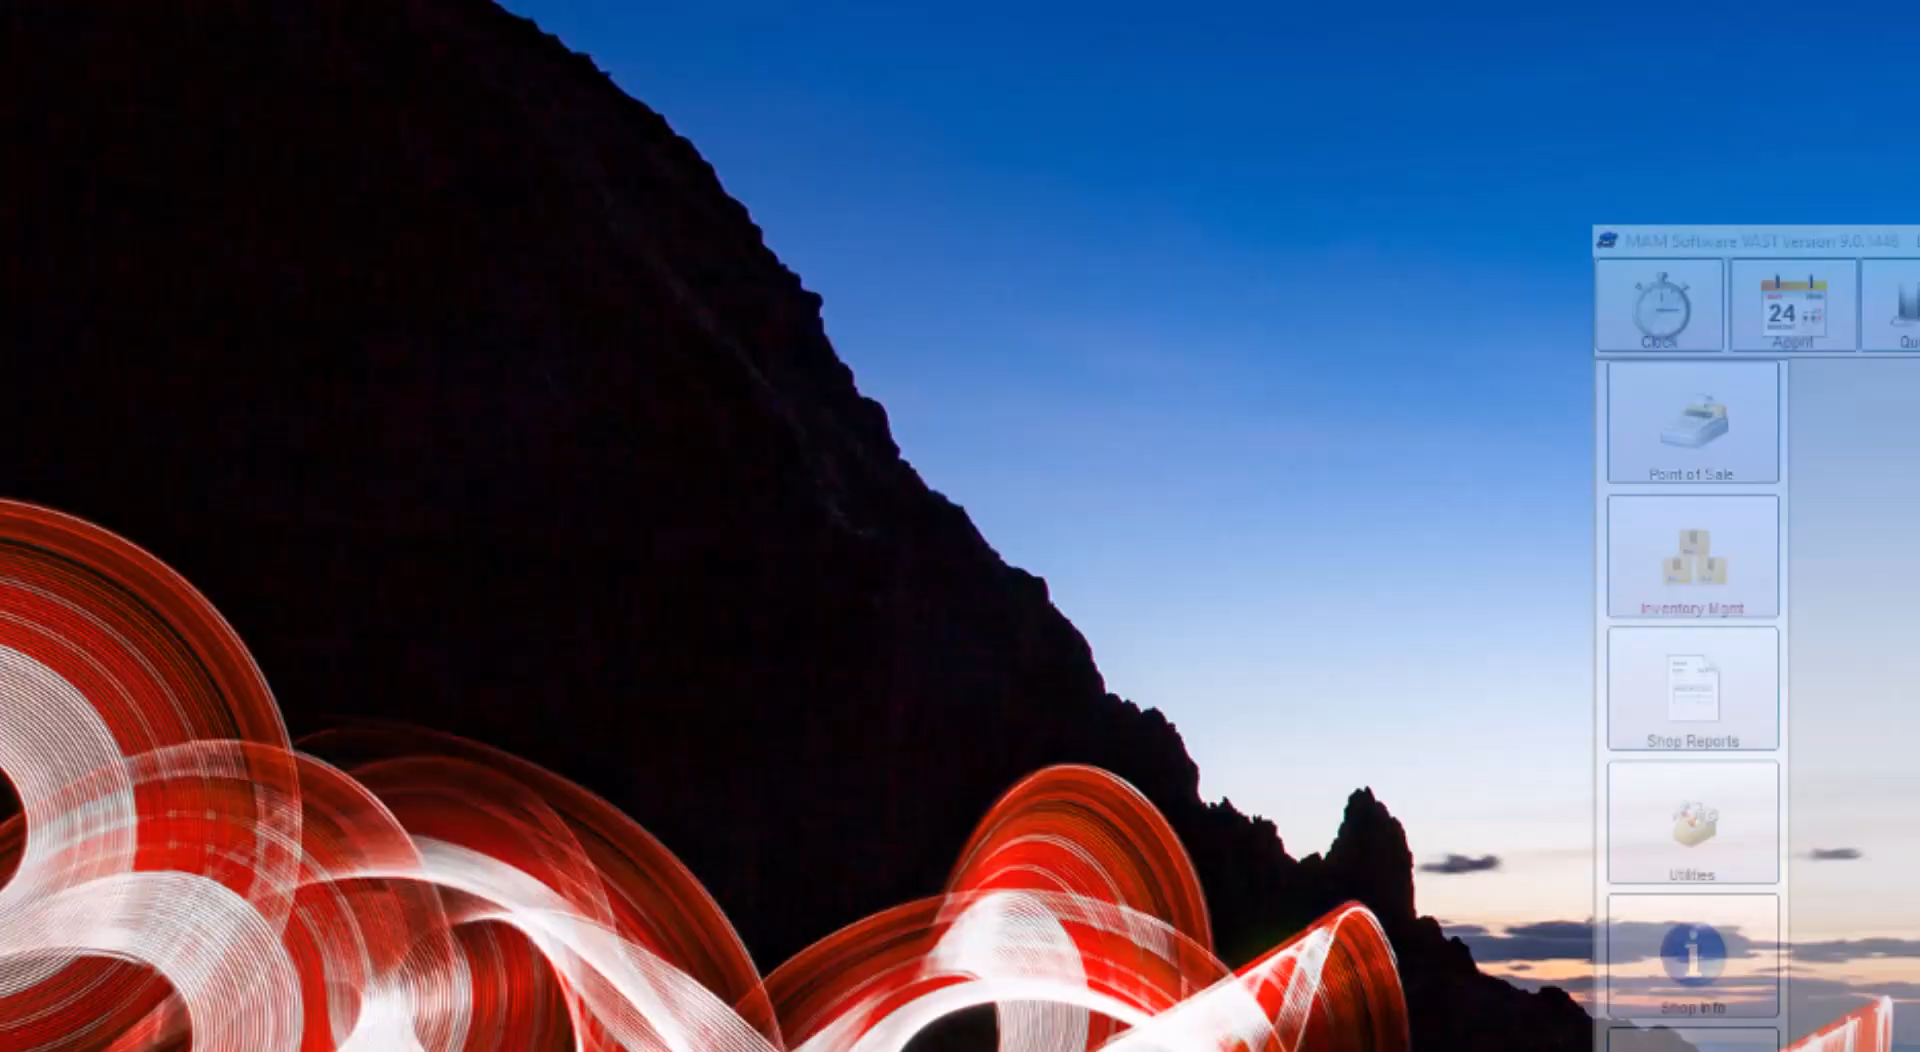 MAM Software VAST Version 9.0.1446
Clock
Appnt
24
Point of Sale
Inventory Mgmt
Shop Reports
Utilities
Shop Info